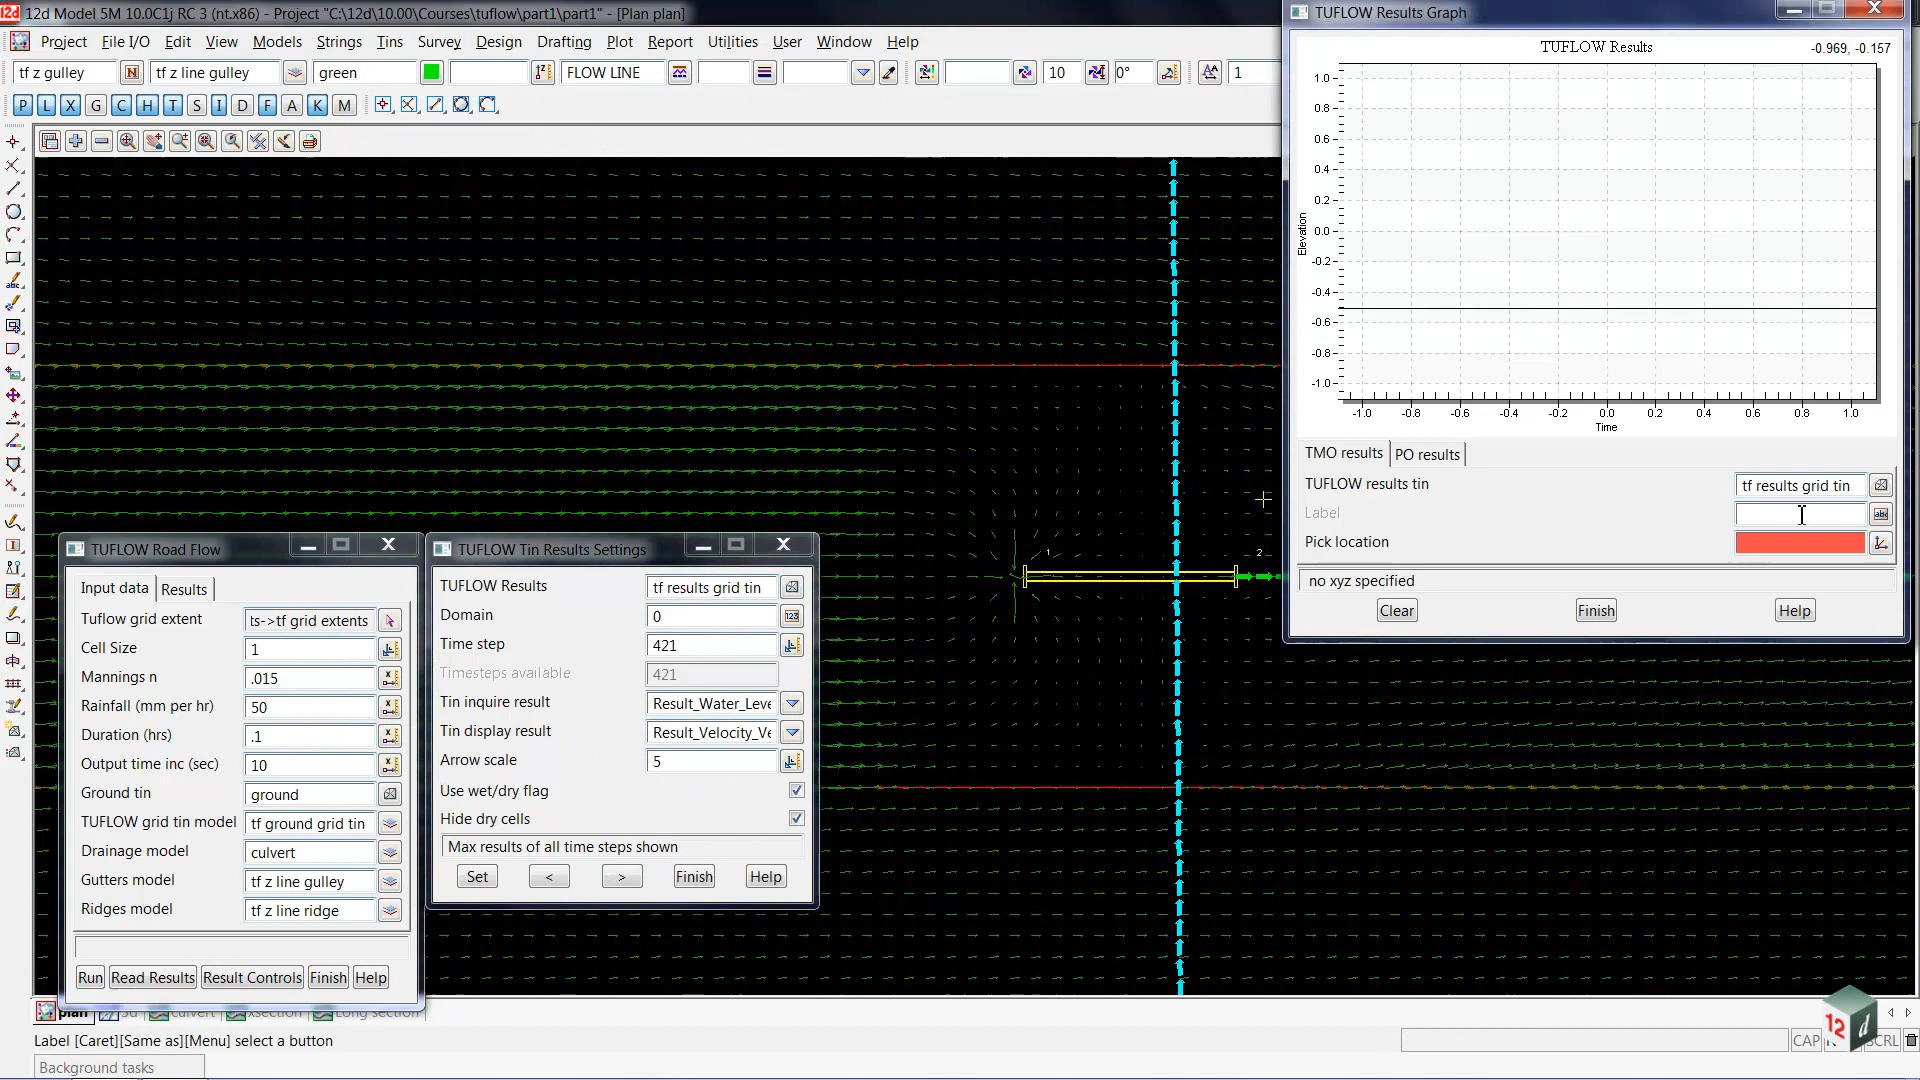 12d Model 5M 10.0C1j RC 3 (nt.x86) - Project "C:\12d\10.00\Courses\tuflow\part1\part1" - [Plan plan]
Project File I/O Edit View Models Strings Tins Survey Design Drafting Plot Report Utilities User Window Help
tf z gulley N tf z line gulley green FLOW LINE 10 0° 1
P L X G C H T S I D F A K M
TUFLOW Results Graph
TUFLOW Results -0.969, -0.157
1.0
0.8
0.6
0.4
0.2
0.0
-0.2
-0.4
-0.6
-0.8
-1.0
Elevation
-1.0 -0.8 -0.6 -0.4 -0.2 0.0 0.2 0.4 0.6 0.8 1.0
Time
TMO results PO results
TUFLOW results tin tf results grid tin
Label abc
Pick location
no xyz specified
Clear Finish Help
1 2
TUFLOW Road Flow
Input data Results
Tuflow grid extent ts->tf grid extents
Cell Size 1
Mannings n .015
Rainfall (mm per hr) 50
Duration (hrs) .1
Output time inc (sec) 10
Ground tin ground
TUFLOW grid tin model tf ground grid tin
Drainage model culvert
Gutters model tf z line gulley
Ridges model tf z line ridge
Run Read Results Result Controls Finish Help
TUFLOW Tin Results Settings
TUFLOW Results tf results grid tin
Domain 0 123
Time step 421
Timesteps available 421
Tin inquire result Result_Water_Leve
Tin display result Result_Velocity_Ve
Arrow scale 5
Use wet/dry flag
Hide dry cells
Max results of all time steps shown
Set < > Finish Help
plan 3d culvert xsection Long section
Label [Caret][Same as][Menu] select a button
CAP SCRL
12 d
Background tasks